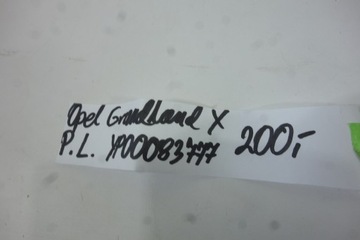 Opel Grandland X
P.L. YP00083777 200,-